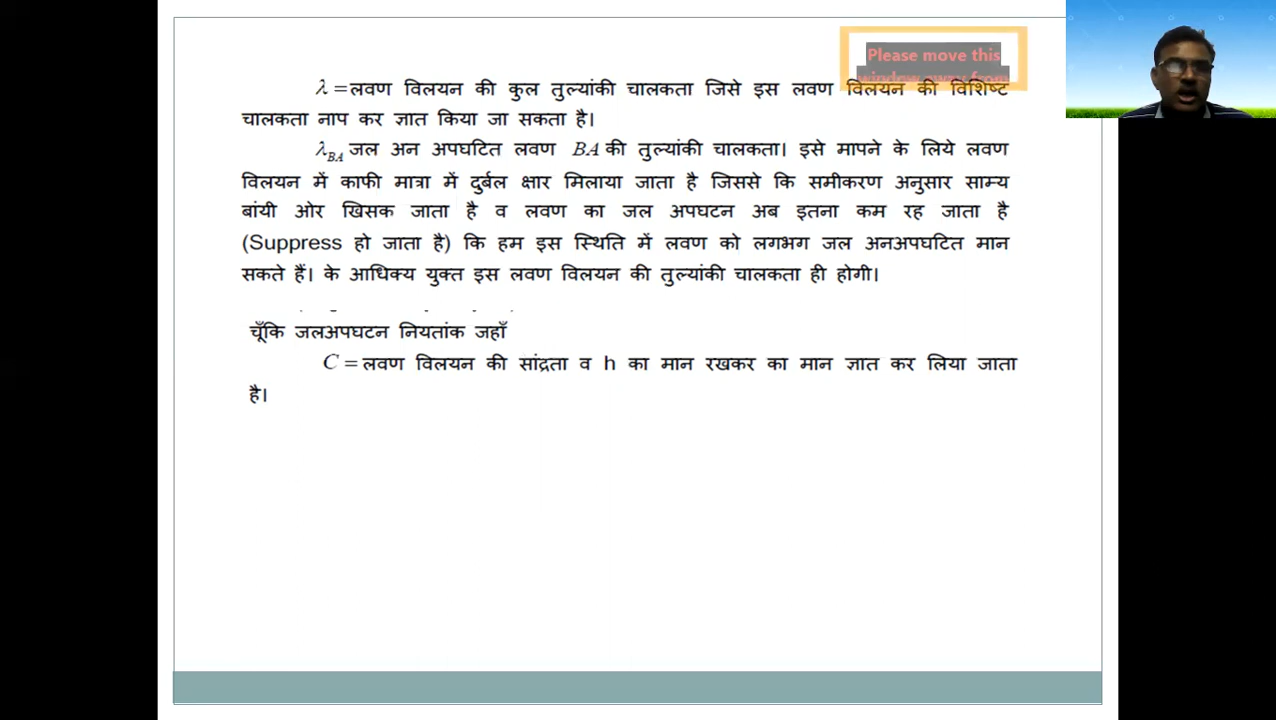 Please move this
window away from
λ = लवण विलयन की कुल तुल्यांकी चालकता जिसे इस लवण विलयन की विशिष्ट
चालकता नाप कर ज्ञात किया जा सकता है।
λBA जल अन अपघटित लवण BA की तुल्यांकी चालकता। इसे मापने के लिये लवण
विलयन में काफी मात्रा में दुर्बल क्षार मिलाया जाता है जिससे कि समीकरण अनुसार साम्य
बांयी ओर खिसक जाता है व लवण का जल अपघटन अब इतना कम रह जाता है
(Suppress हो जाता है) कि हम इस स्थिति में लवण को लगभग जल अनअपघटित मान
सकते हैं। के आधिक्य युक्त इस लवण विलयन की तुल्यांकी चालकता ही होगी।
चूँकि जलअपघटन नियतांक जहाँ
C = लवण विलयन की सांद्रता व h का मान रखकर का मान ज्ञात कर लिया जाता
है।